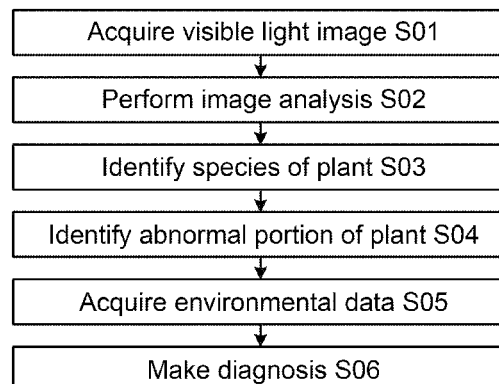 Acquire visible light image S01
Perform image analysis S02
Identify species of plant S03
Identify abnormal portion of plant S04
Acquire environmental data S05
Make diagnosis S06